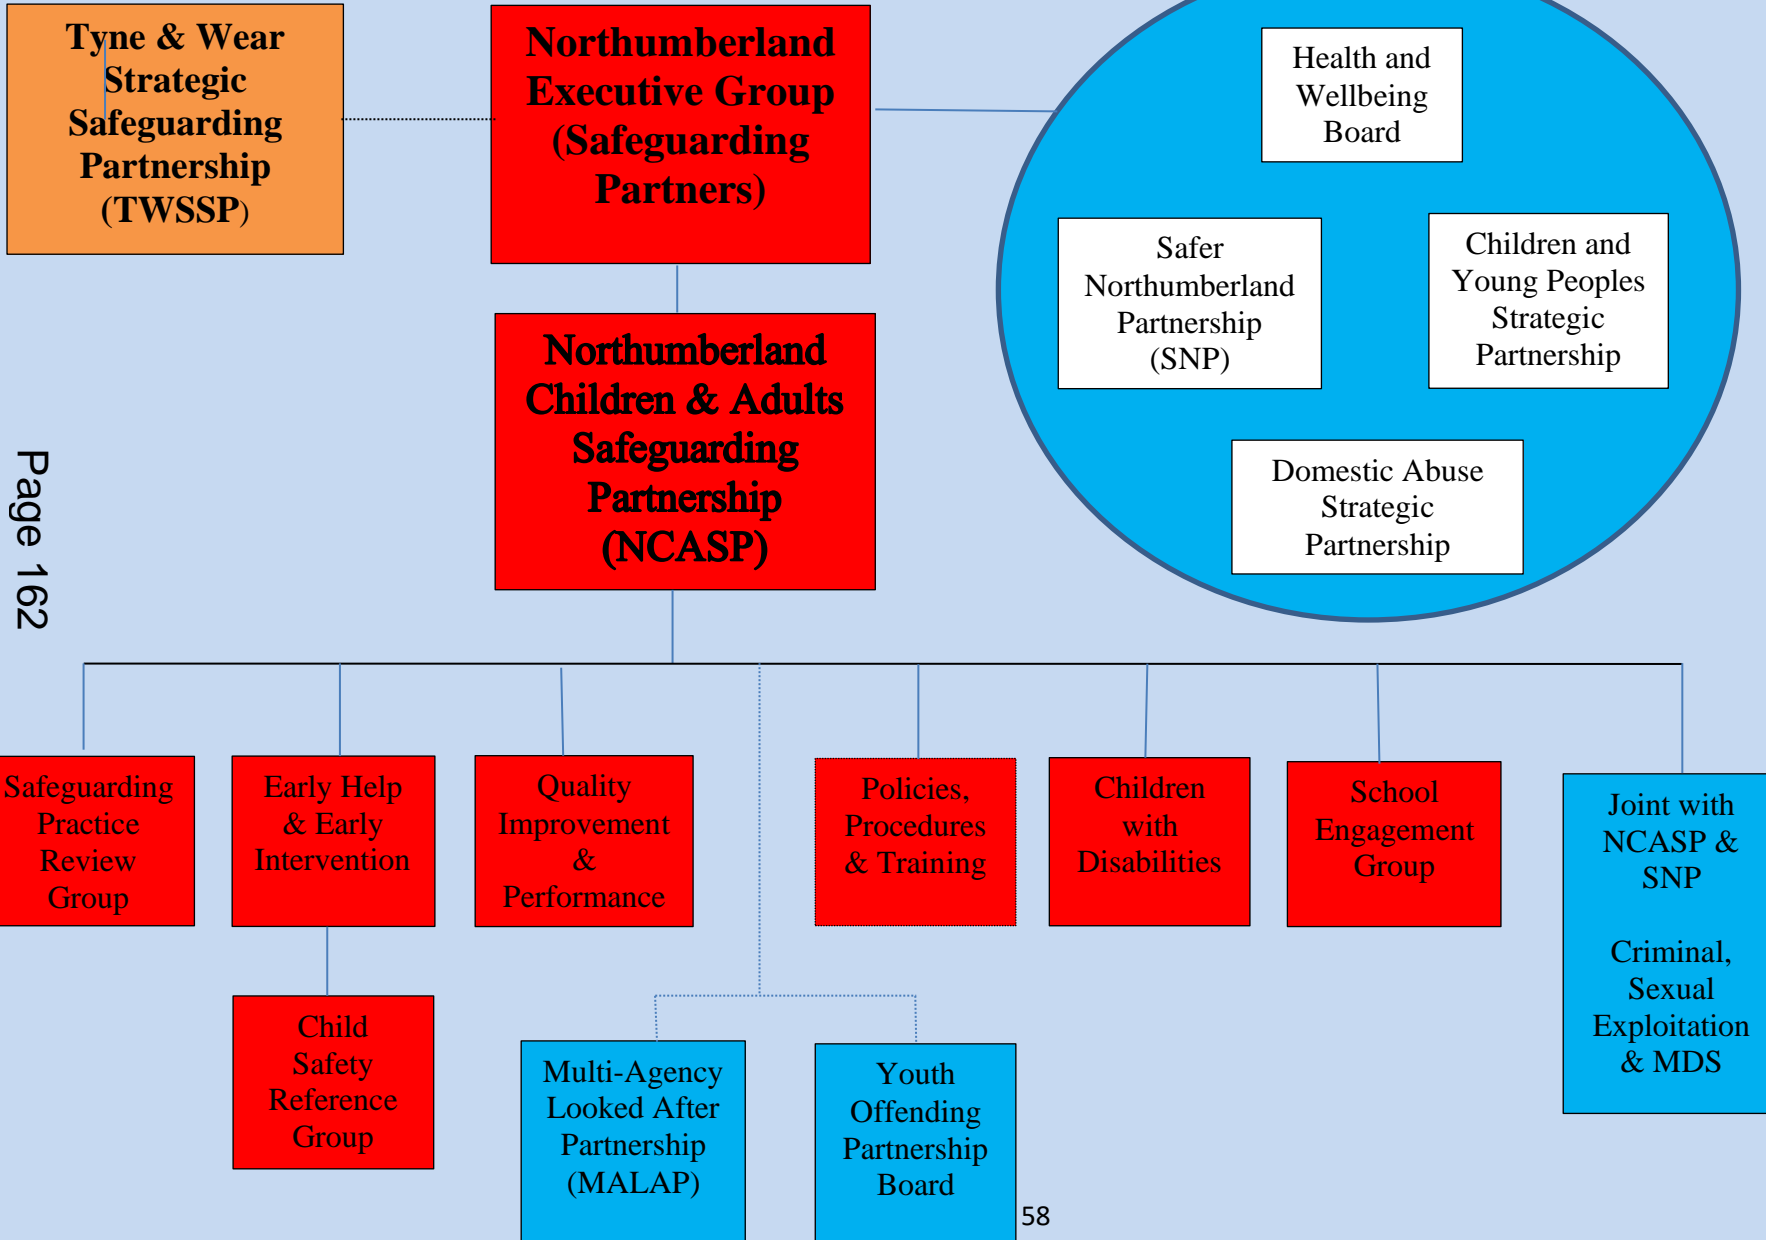 Tyne & Wear
Strategic
Safeguarding
Partnership
(TWSSP)
Northumberland
Executive Group
(Safeguarding
Partners)
Health and
Wellbeing
Board
Safer
Northumberland
Partnership
(SNP)
Children and
Young Peoples
Strategic
Partnership
Domestic Abuse
Strategic
Partnership
Northumberland
Children & Adults
Safeguarding
Partnership
(NCASP)
Page 162
Safeguarding
Practice
Review
Group
Early Help
& Early
Intervention
Quality
Improvement
&
Performance
Policies,
Procedures
& Training
Children
with
Disabilities
School
Engagement
Group
Joint with
NCASP &
SNP
Criminal,
Sexual
Exploitation
& MDS
Child
Safety
Reference
Group
Multi-Agency
Looked After
Partnership
(MALAP)
Youth
Offending
Partnership
Board
58